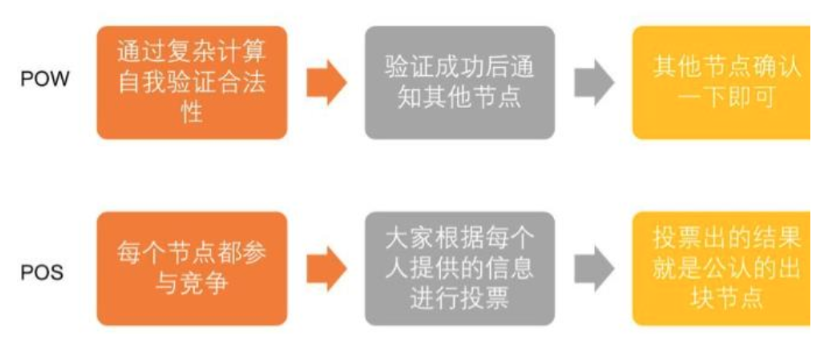 POW
通过复杂计算
自我验证合法
性
验证成功后通
知其他节点
其他节点确认
一下即可
POS
每个节点都参
与竞争
大家根据每个
人提供的信息
进行投票
投票出的结果
就是公认的出
块节点